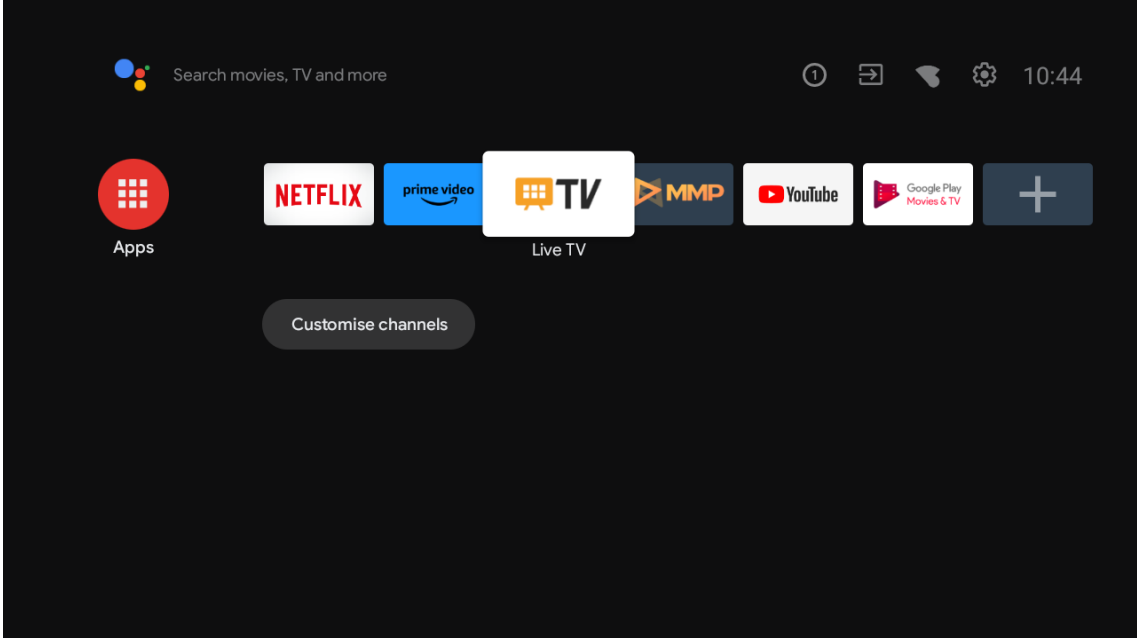 Search movies, TV and more
1
10:44
Apps
NETFLIX
prime video
TV
MMP
YouTube
Google Play
Movies & TV
Live TV
Customise channels